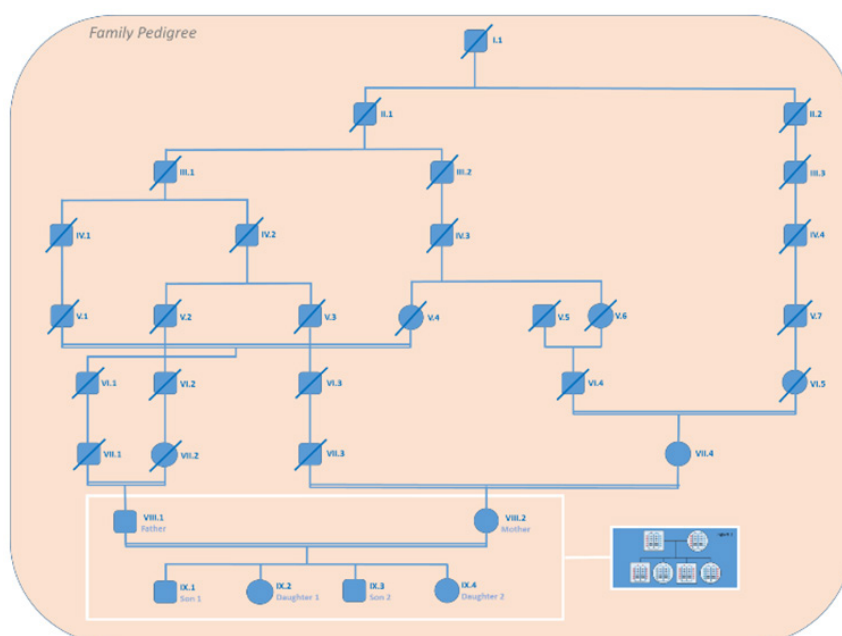 Family Pedigree
I.1
II.1
II.2
III.1
III.2
III.3
IV.1
IV.2
IV.3
IV.4
V.1
V.2
V.3
V.4
V.5
V.6
V.7
VI.1
VI.2
VI.3
VI.4
VI.5
VII.1
VII.2
VII.3
VII.4
VIII.1
Father
VIII.2
Mother
IX.1
Son 1
IX.2
Daughter 1
IX.3
Son 2
IX.4
Daughter 2